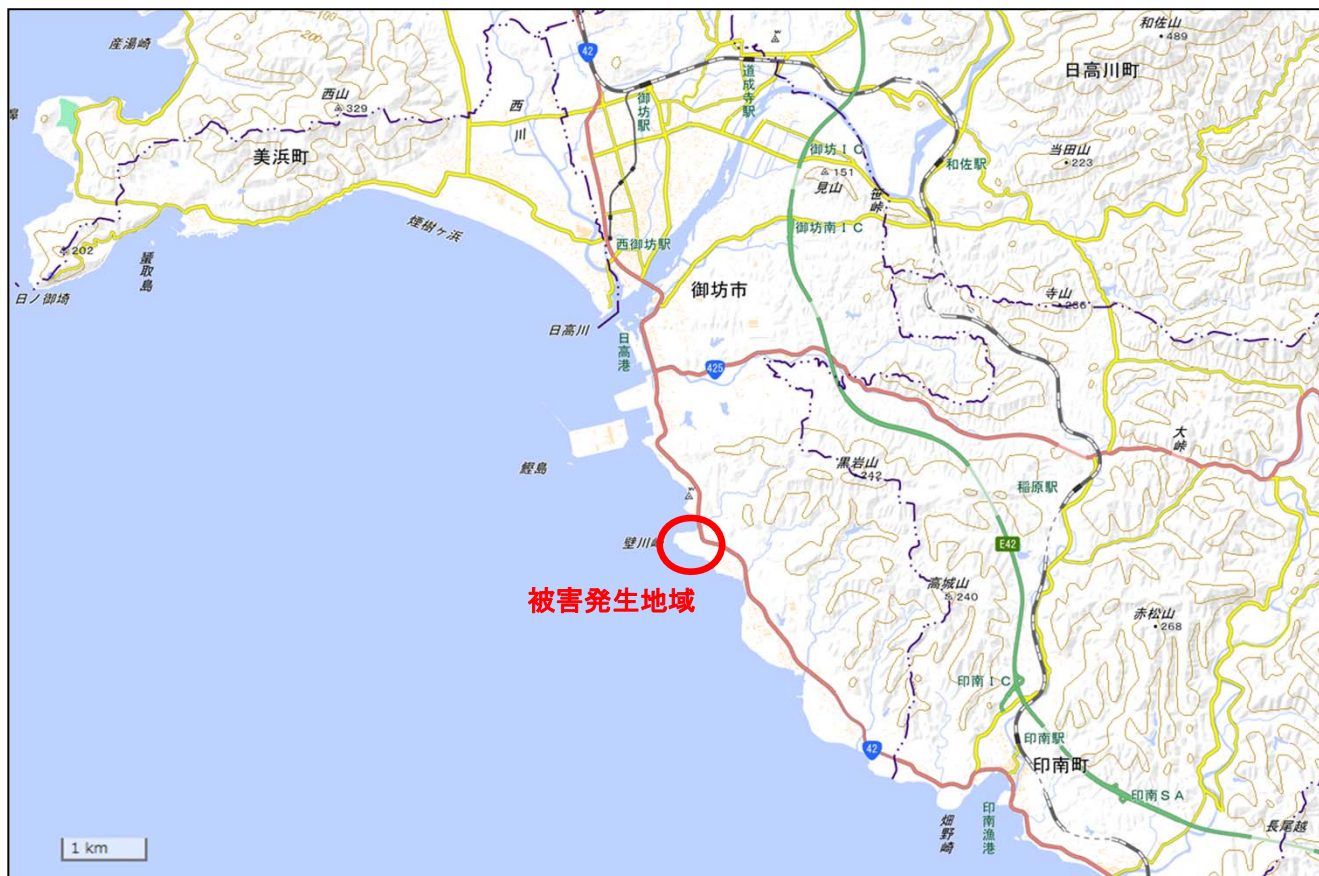 産湯崎
和佐山
・489
42
日高川町
西山
329
200
西川
御坊駅
道成寺駅
美浜町
御坊IC
151
見山
和佐駅
当田山
・223
笹峠
煙樹ヶ浜
西御坊駅
御坊南IC
202
蜑取島
日ノ御埼
御坊市
寺山
日高川
日高港
425
大峠
鰹島
黒岩山
・242
稲原駅
壁川崎
E42
被害発生地域
高城山
240
赤松山
・268
印南IC
42
印南駅
印南町
印南SA
畑野崎
印南漁港
長尾越
1 km